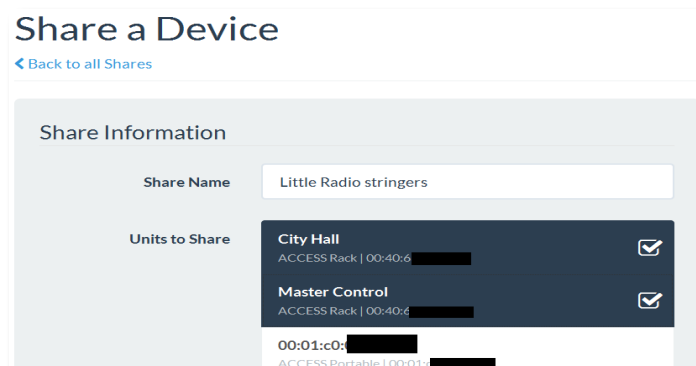 Share a Device
Back to all Shares
Share Information
Share Name
Little Radio stringers
Units to Share
City Hall
ACCESS Rack | 00:40:6
Master Control
ACCESS Rack | 00:40:6
00:01:c0:
ACCESS Portable | 00:01: